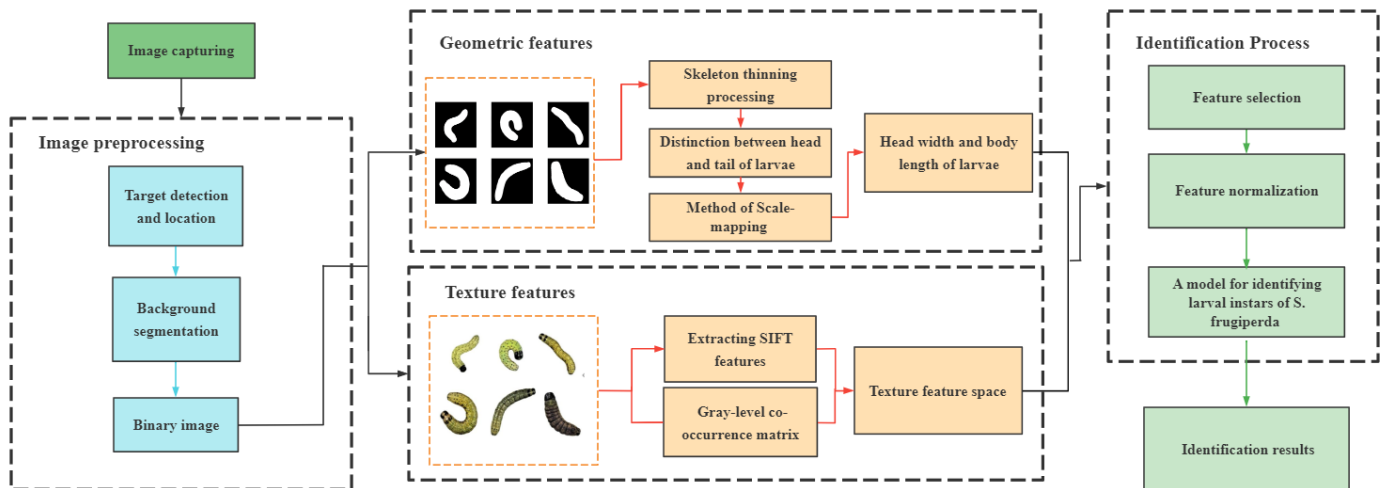 Image capturing
Image preprocessing
Target detection
and location
Background
segmentation
Binary image
Geometric features
Skeleton thinning
processing
Distinction between head
and tail of larvae
Method of Scale-
mapping
Head width and body
length of larvae
Texture features
Extracting SIFT
features
Gray-level co-
occurrence matrix
Texture feature space
Identification Process
Feature selection
Feature normalization
A model for identifying
larval instars of S.
frugiperda
Identification results